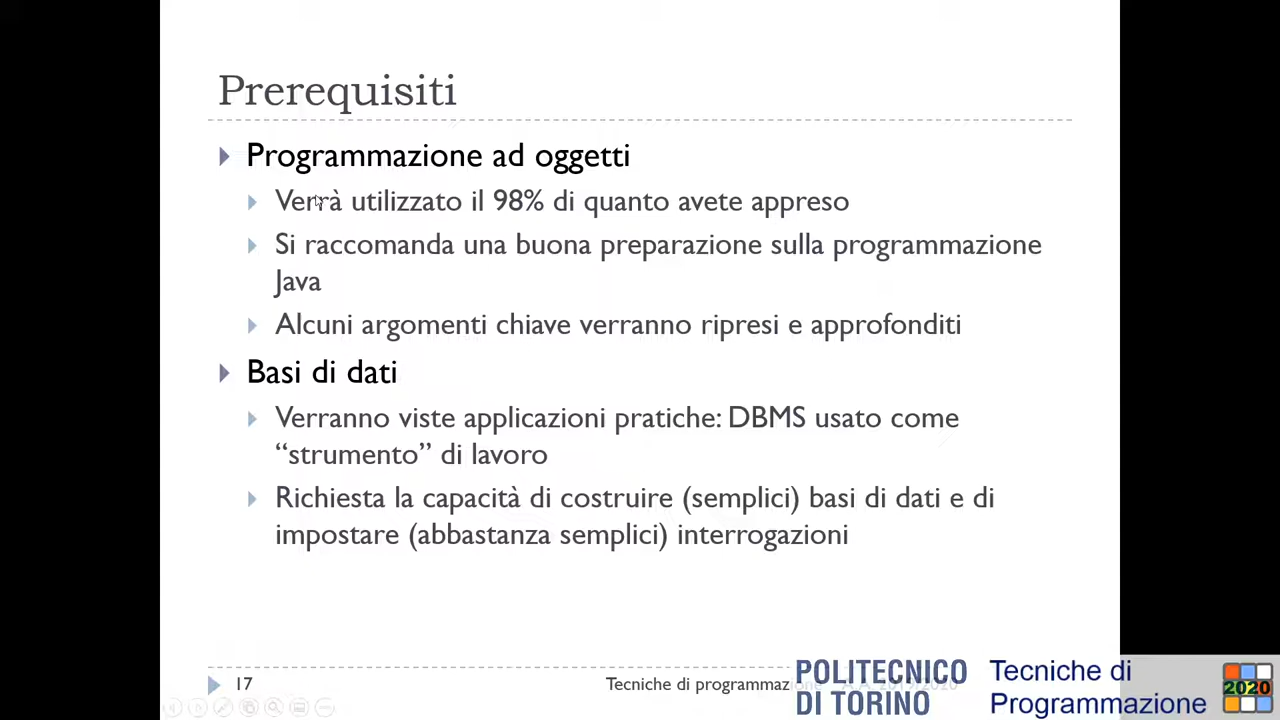 Prerequisiti
Programmazione ad oggetti
Verrà utilizzato il 98% di quanto avete appreso
Si raccomanda una buona preparazione sulla programmazione
Java
Alcuni argomenti chiave verranno ripresi e approfonditi
Basi di dati
Verranno viste applicazioni pratiche: DBMS usato come
“strumento” di lavoro
Richiesta la capacità di costruire (semplici) basi di dati e di
impostare (abbastanza semplici) interrogazioni
17
Tecniche di programmazione A.A. 2019/2020
POLITECNICO
DI TORINO
Tecniche di
Programmazione
2020